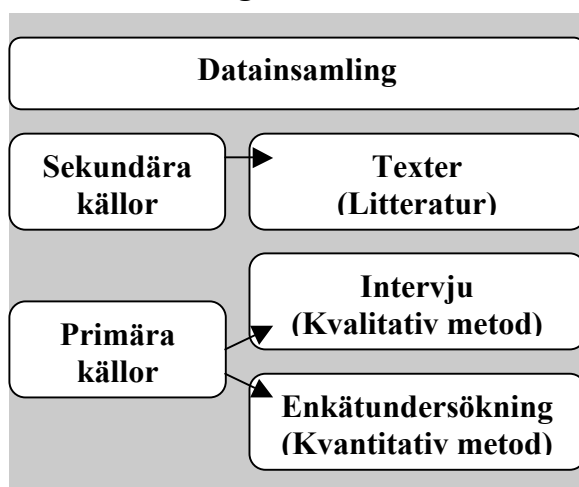 Datainsamling
Sekundära
källor
Texter
(Litteratur)
Primära
källor
Intervju
(Kvalitativ metod)
Enkätundersökning
(Kvantitativ metod)